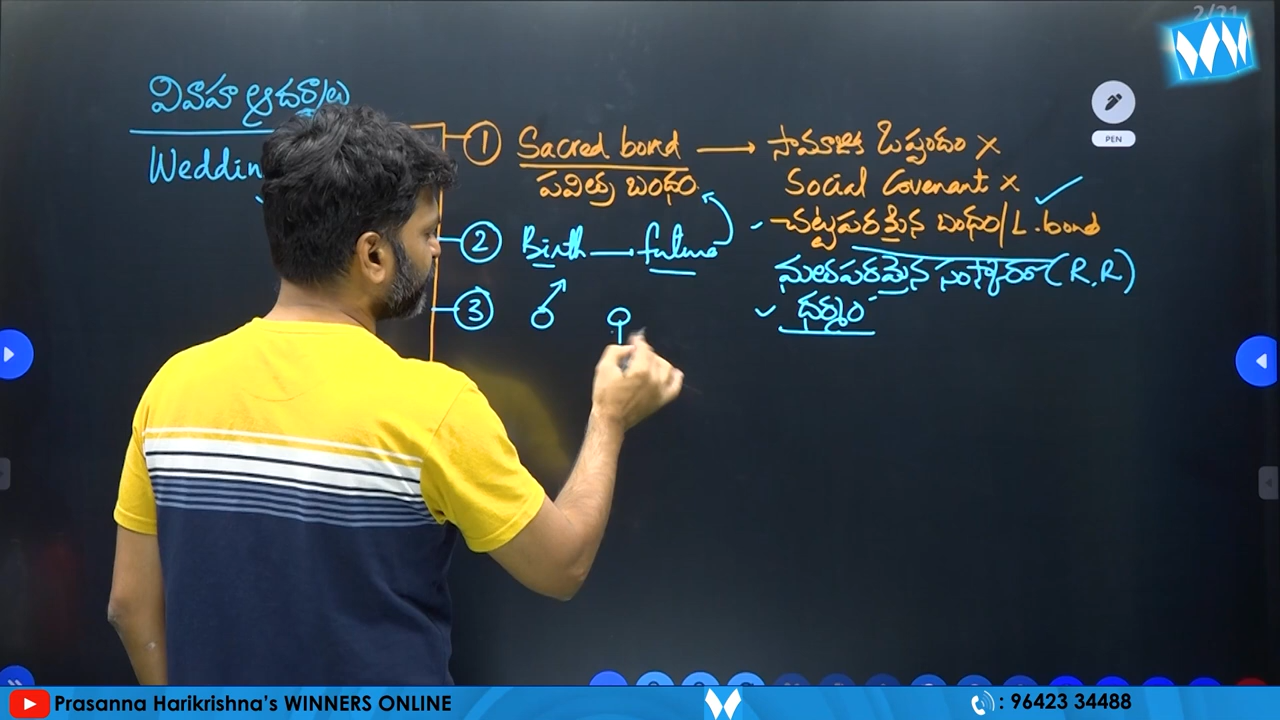 2/21
వివాహ ఆదర్శాలు
Weddin
PEN
① Sacred bond → సామాజిక ఒప్పందం X
పవిత్ర బంధం
Social Covenant X ✓
చట్టపరమైన బంధం/L.bond
② Birth — future
మతపరమైన సంస్కారం (R.R)
③ ♂ ♀
ధర్మం
Prasanna Harikrishna's WINNERS ONLINE
: 96423 34488